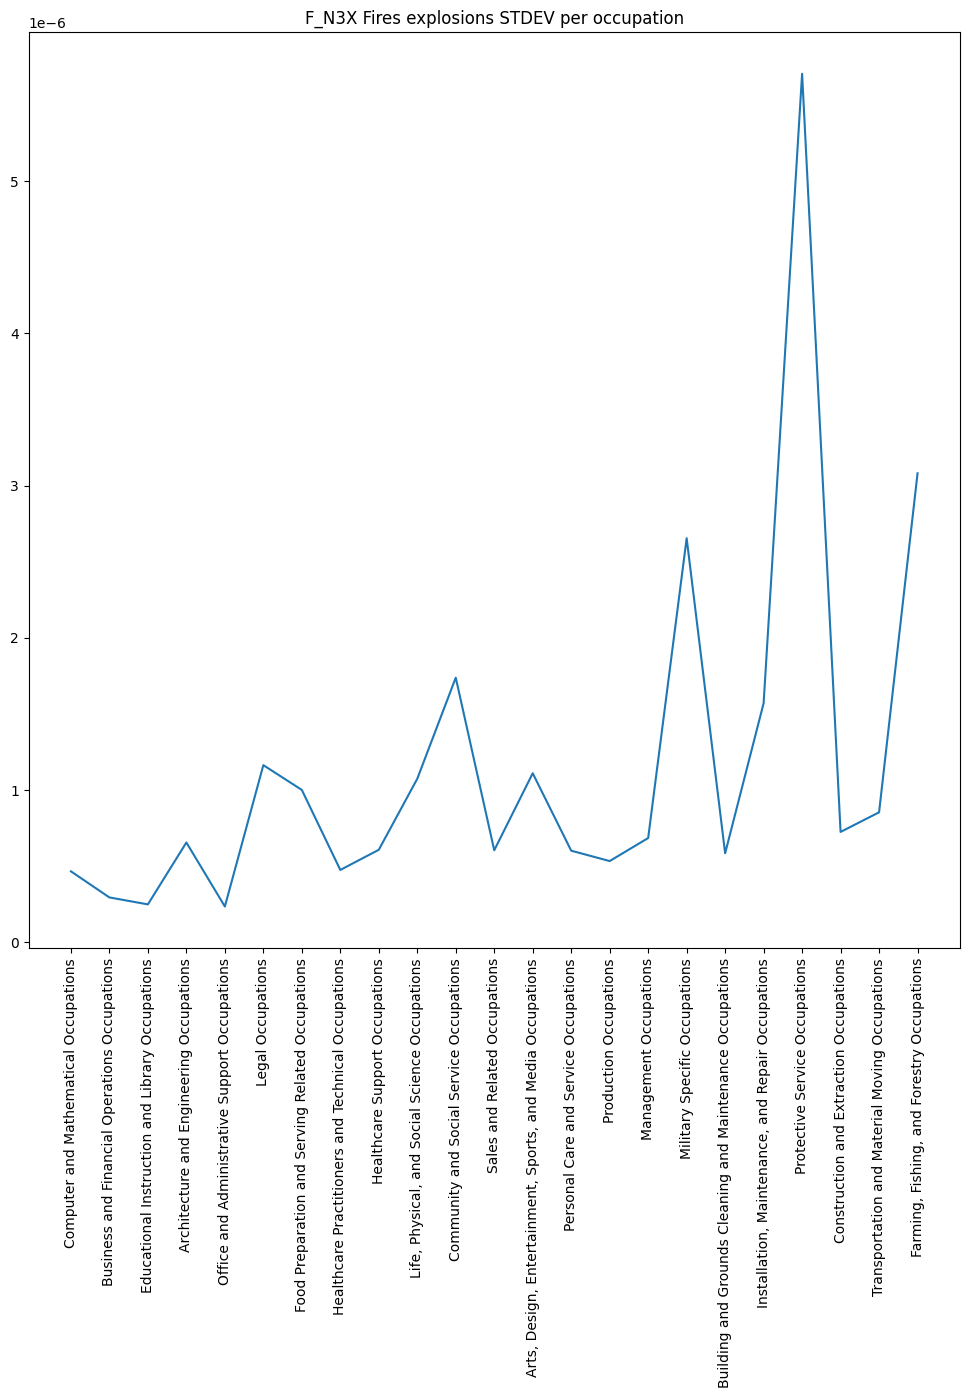 F_N3X Fires explosions STDEV per occupation
1e−6
5
4
3
2
1
0
Computer and Mathematical Occupations
Business and Financial Operations Occupations
Educational Instruction and Library Occupations
Architecture and Engineering Occupations
Office and Administrative Support Occupations
Legal Occupations
Food Preparation and Serving Related Occupations
Healthcare Practitioners and Technical Occupations
Healthcare Support Occupations
Life, Physical, and Social Science Occupations
Community and Social Service Occupations
Sales and Related Occupations
Arts, Design, Entertainment, Sports, and Media Occupations
Personal Care and Service Occupations
Production Occupations
Management Occupations
Military Specific Occupations
Building and Grounds Cleaning and Maintenance Occupations
Installation, Maintenance, and Repair Occupations
Protective Service Occupations
Construction and Extraction Occupations
Transportation and Material Moving Occupations
Farming, Fishing, and Forestry Occupations